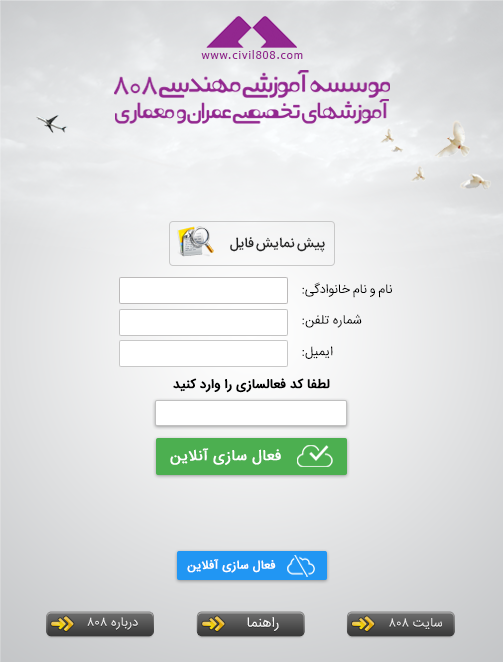 www.civil808.com
موسسه آموزشی مهندسی ۸۰۸
آموزشهای تخصصی عمران و معماری
پیش نمایش فایل
نام و نام خانوادگی:
شماره تلفن:
ایمیل:
لطفا کد فعالسازی را وارد کنید
فعال سازی آنلاین
فعال سازی آفلاین
سایت ۸۰۸
راهنما
درباره ۸۰۸